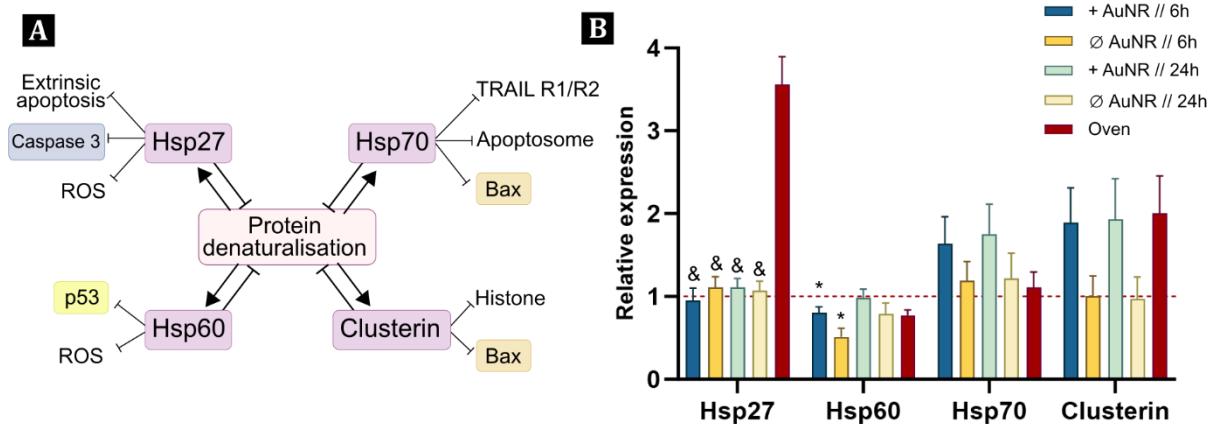 A
Extrinsic
apoptosis
Caspase 3
ROS
Hsp27
Hsp70
TRAIL R1/R2
Apoptosome
Bax
Protein
denaturalisation
p53
ROS
Hsp60
Clusterin
Histone
Bax
B
+ AuNR // 6h
∅ AuNR // 6h
+ AuNR // 24h
∅ AuNR // 24h
Oven
Relative expression
4
3
2
1
0
& & & &
* *
Hsp27 Hsp60 Hsp70 Clusterin